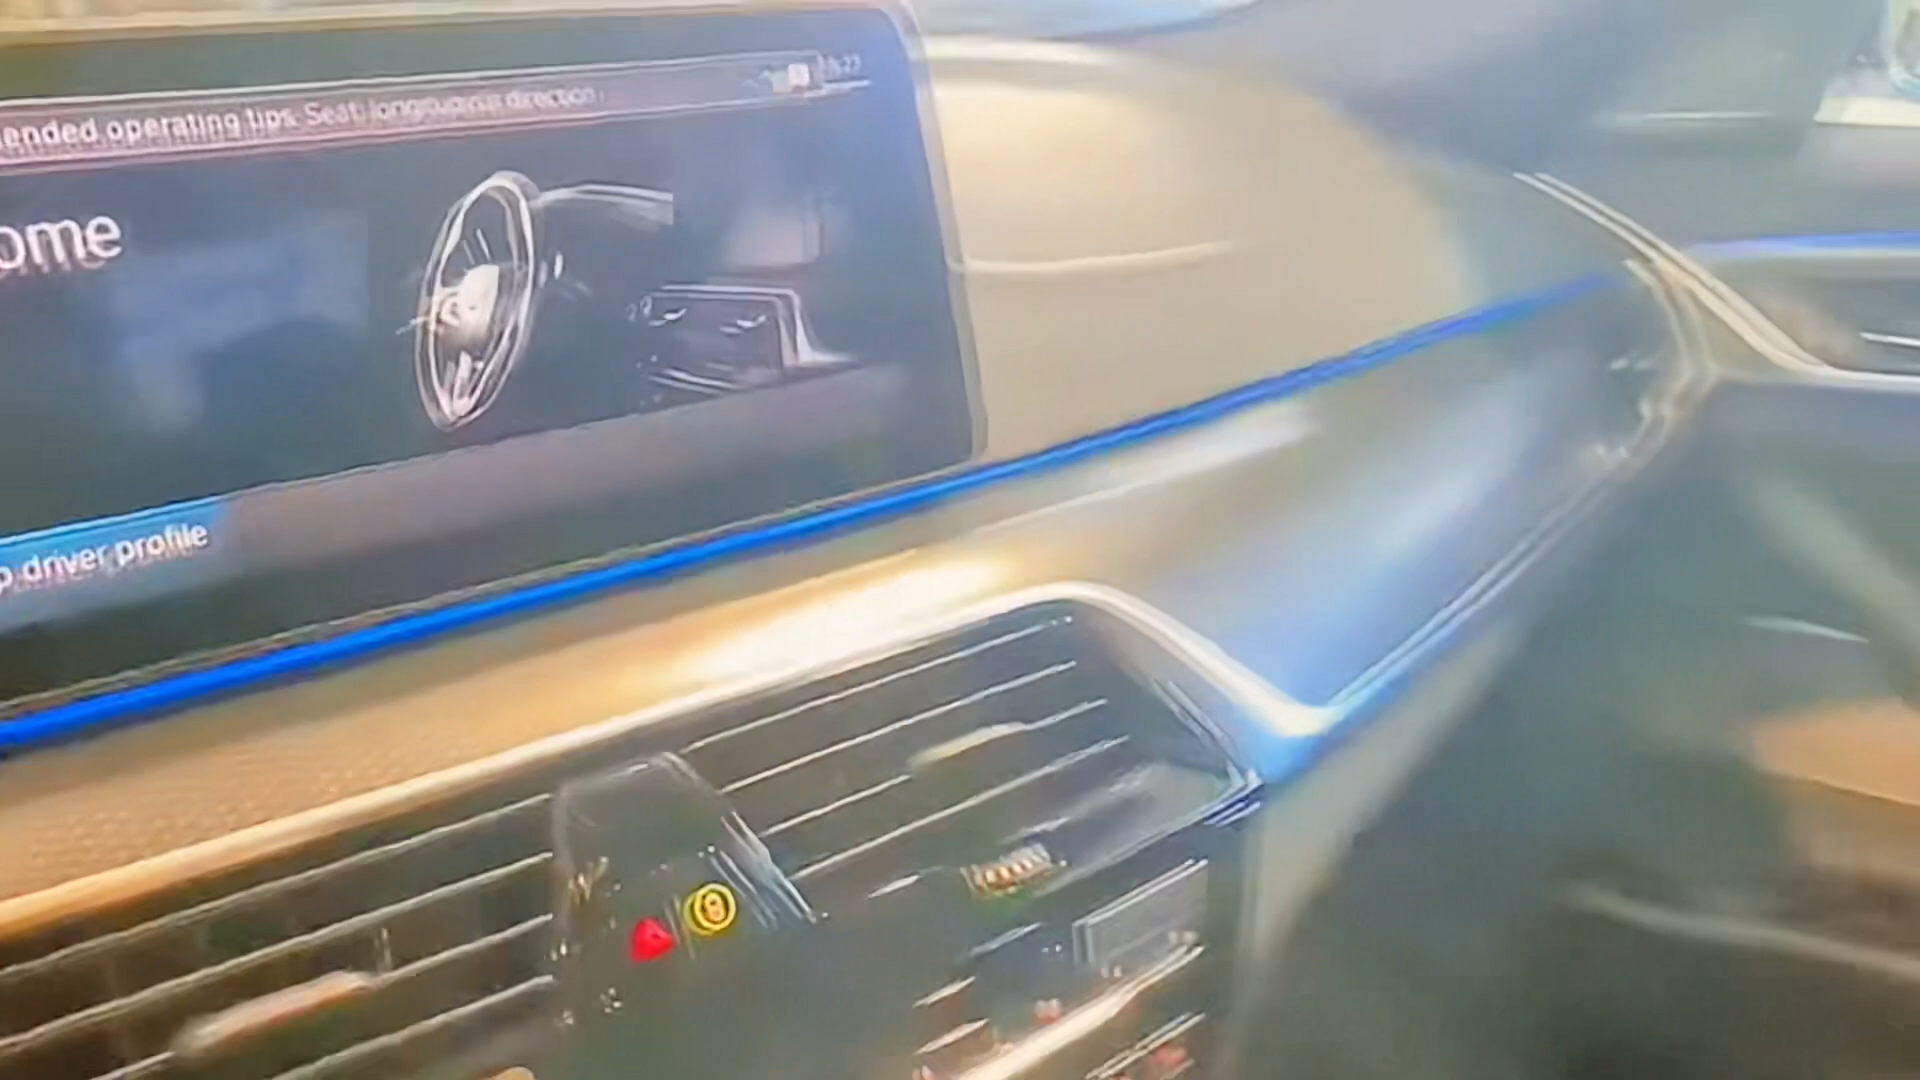 ended operating tips Seat: longitudinal direction
ome
p driver profile